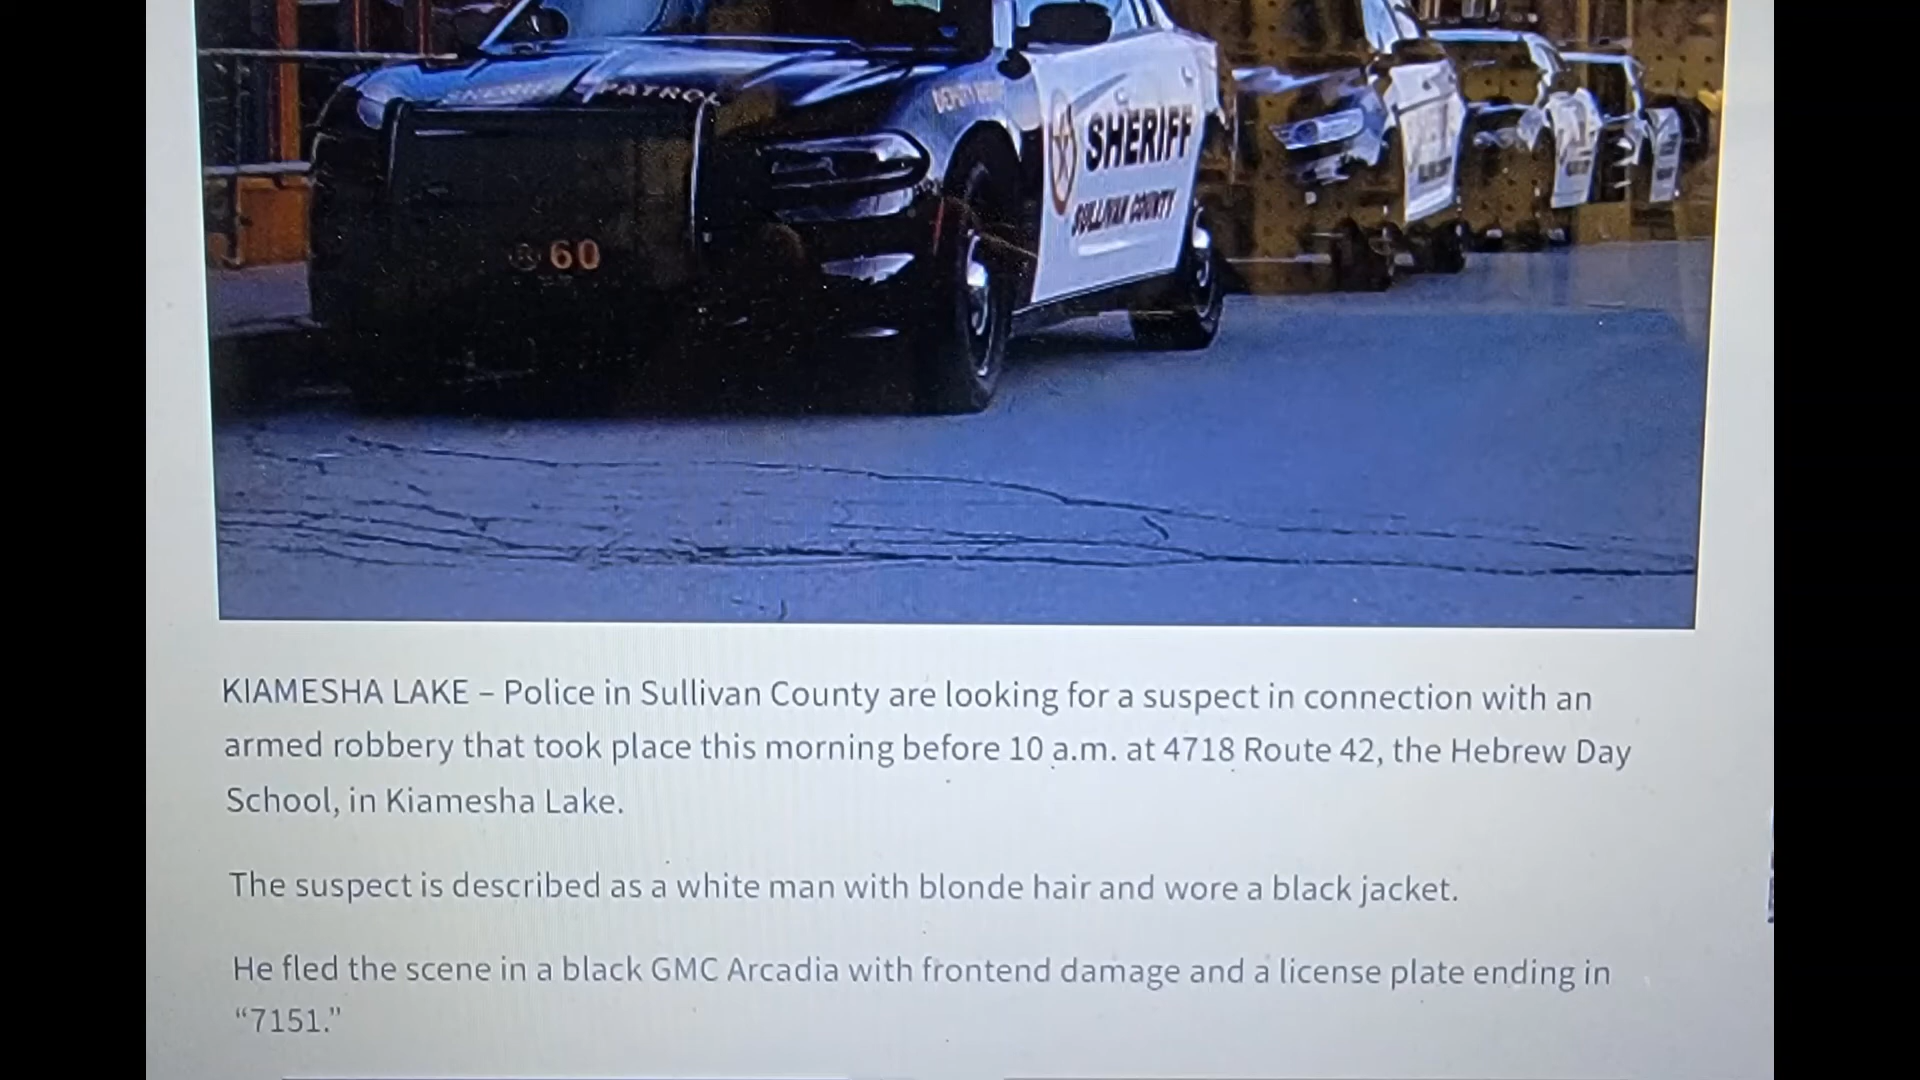 PATROL
SHERIFF
SULLIVAN COUNTY
60
KIAMESHA LAKE – Police in Sullivan County are looking for a suspect in connection with an
armed robbery that took place this morning before 10 a.m. at 4718 Route 42, the Hebrew Day
School, in Kiamesha Lake.
The suspect is described as a white man with blonde hair and wore a black jacket.
He fled the scene in a black GMC Arcadia with frontend damage and a license plate ending in
“7151.”